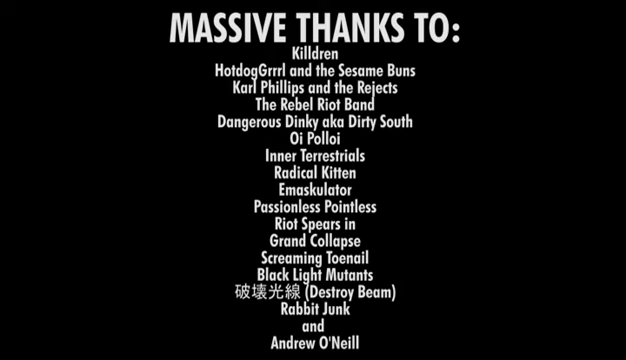 MASSIVE THANKS TO:
Killdren
HotdogGrrrl and the Sesame Buns
Karl Phillips and the Rejects
The Rebel Riot Band
Dangerous Dinky aka Dirty South
Oi Polloi
Inner Terrestrials
Radical Kitten
Emaskulator
Passionless Pointless
Riot Spears in
Grand Collapse
Screaming Toenail
Black Light Mutants
破壊光線 (Destroy Beam)
Rabbit Junk
and
Andrew O'Neill